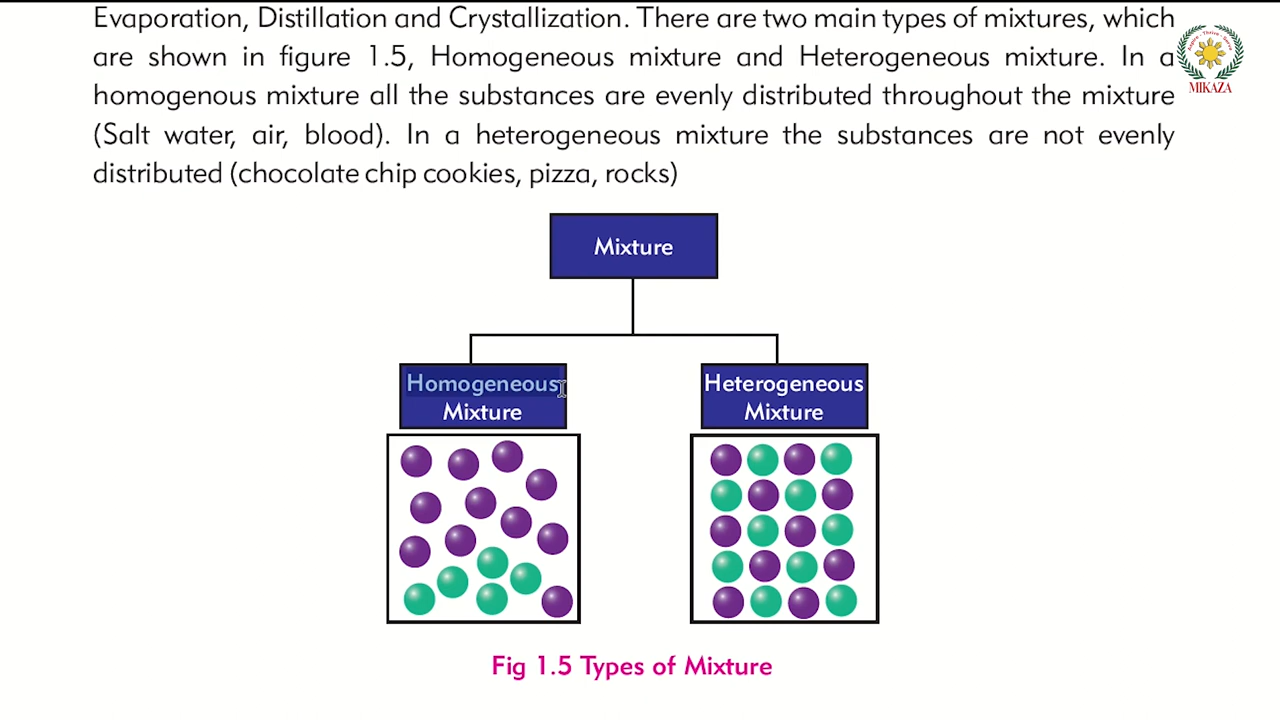 Evaporation, Distillation and Crystallization. There are two main types of mixtures, which
are shown in figure 1.5, Homogeneous mixture and Heterogeneous mixture. In a
homogenous mixture all the substances are evenly distributed throughout the mixture
(Salt water, air, blood). In a heterogeneous mixture the substances are not evenly
distributed (chocolate chip cookies, pizza, rocks)
MIKAZA
Mixture
Homogeneous
Mixture
Heterogeneous
Mixture
Fig 1.5 Types of Mixture